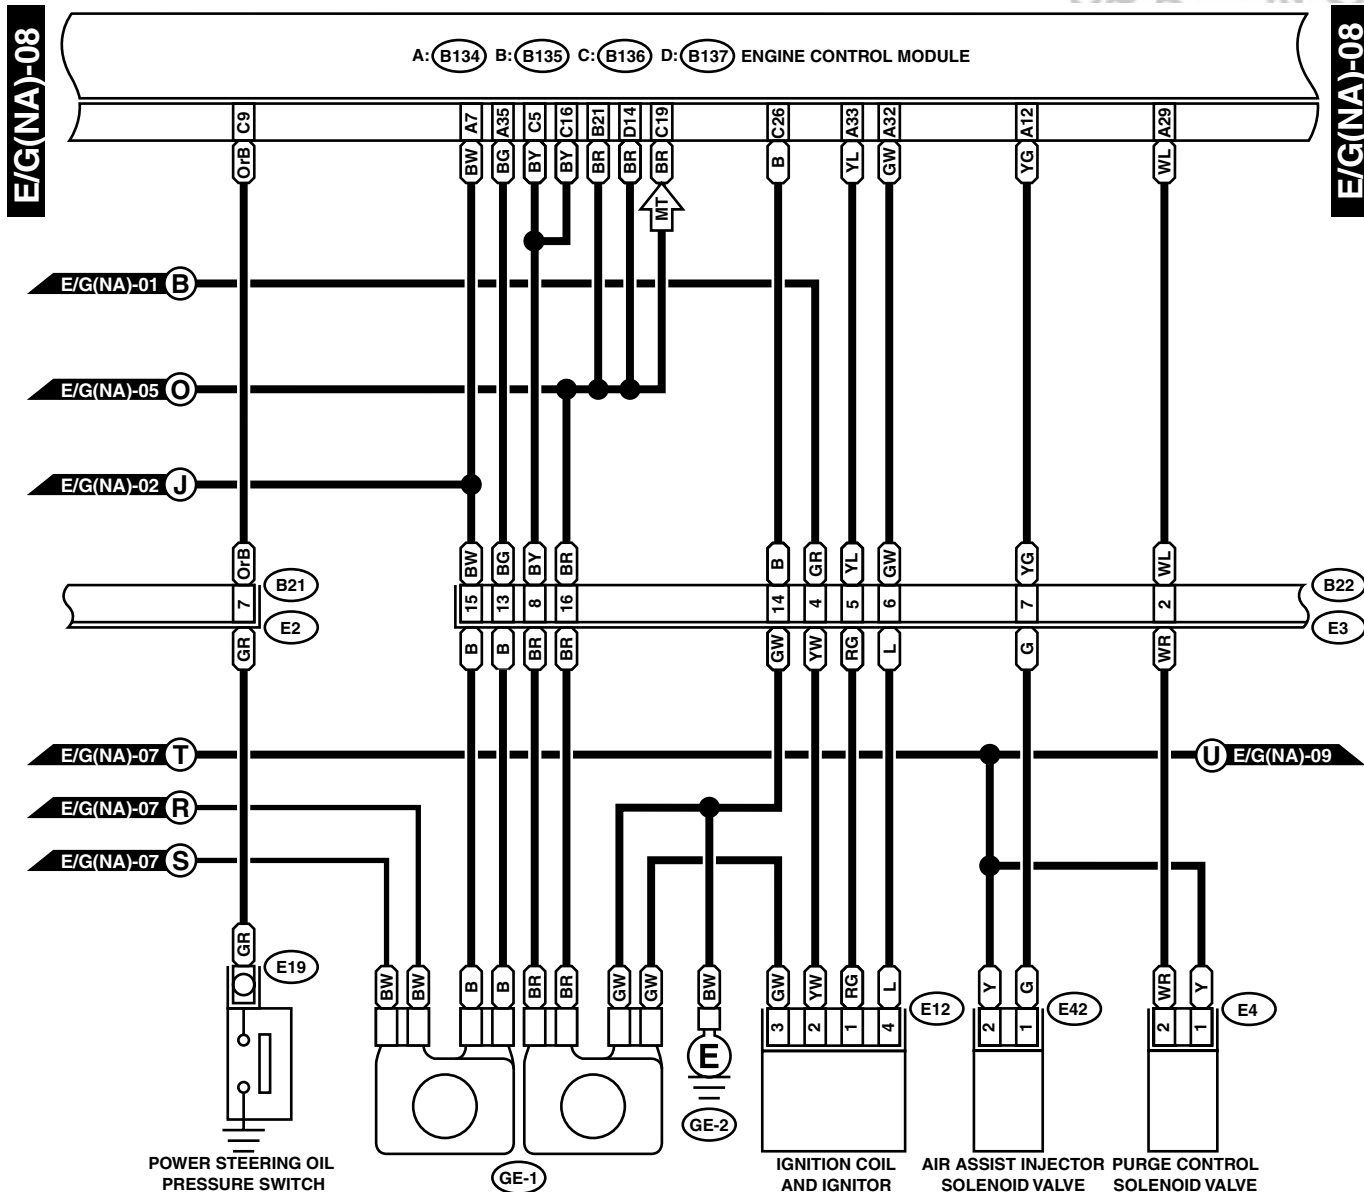 E/G(NA)-08
E/G(NA)-08
A: B134 B: B135 C: B136 D: B137 ENGINE CONTROL MODULE
C9 A7 A35 C5 C16 B21 D14 C19 C26 A33 A32 A12 A29
OrB BW BG BY BY BR BR BR B YL GW YG WL
MT
E/G(NA)-01 B
E/G(NA)-05 O
E/G(NA)-02 J
OrB BW BG BY BR B GR YL GW YG WL
7 B21 15 13 8 16 14 4 5 6 7 2 B22
E2 E3
GR B B BR BR GW YW RG L G WR
E/G(NA)-07 T U E/G(NA)-09
E/G(NA)-07 R
E/G(NA)-07 S
GR
E19
BW BW B B BR BR GW GW BW GW YW RG L Y G WR Y
3 2 1 4 E12 2 1 E42 2 1 E4
E
GE-2
POWER STEERING OIL
PRESSURE SWITCH
GE-1
IGNITION COIL
AND IGNITOR
AIR ASSIST INJECTOR
SOLENOID VALVE
PURGE CONTROL
SOLENOID VALVE